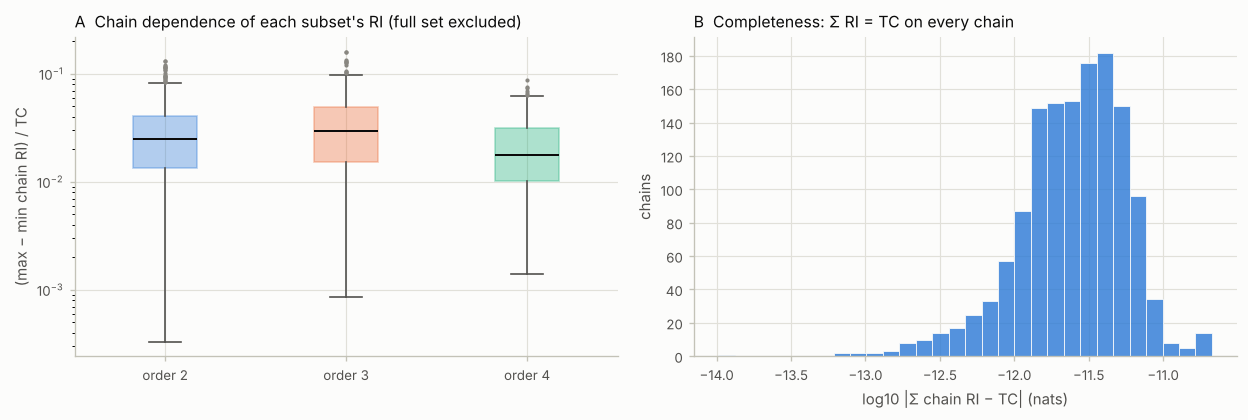 A Chain dependence of each subset's RI (full set excluded)
(max − min chain RI) / TC
10⁻¹
10⁻²
10⁻³
order 2
order 3
order 4
B Completeness: Σ RI = TC on every chain
chains
180
160
140
120
100
80
60
40
20
0
−14.0
−13.5
−13.0
−12.5
−12.0
−11.5
−11.0
log10 |Σ chain RI − TC| (nats)